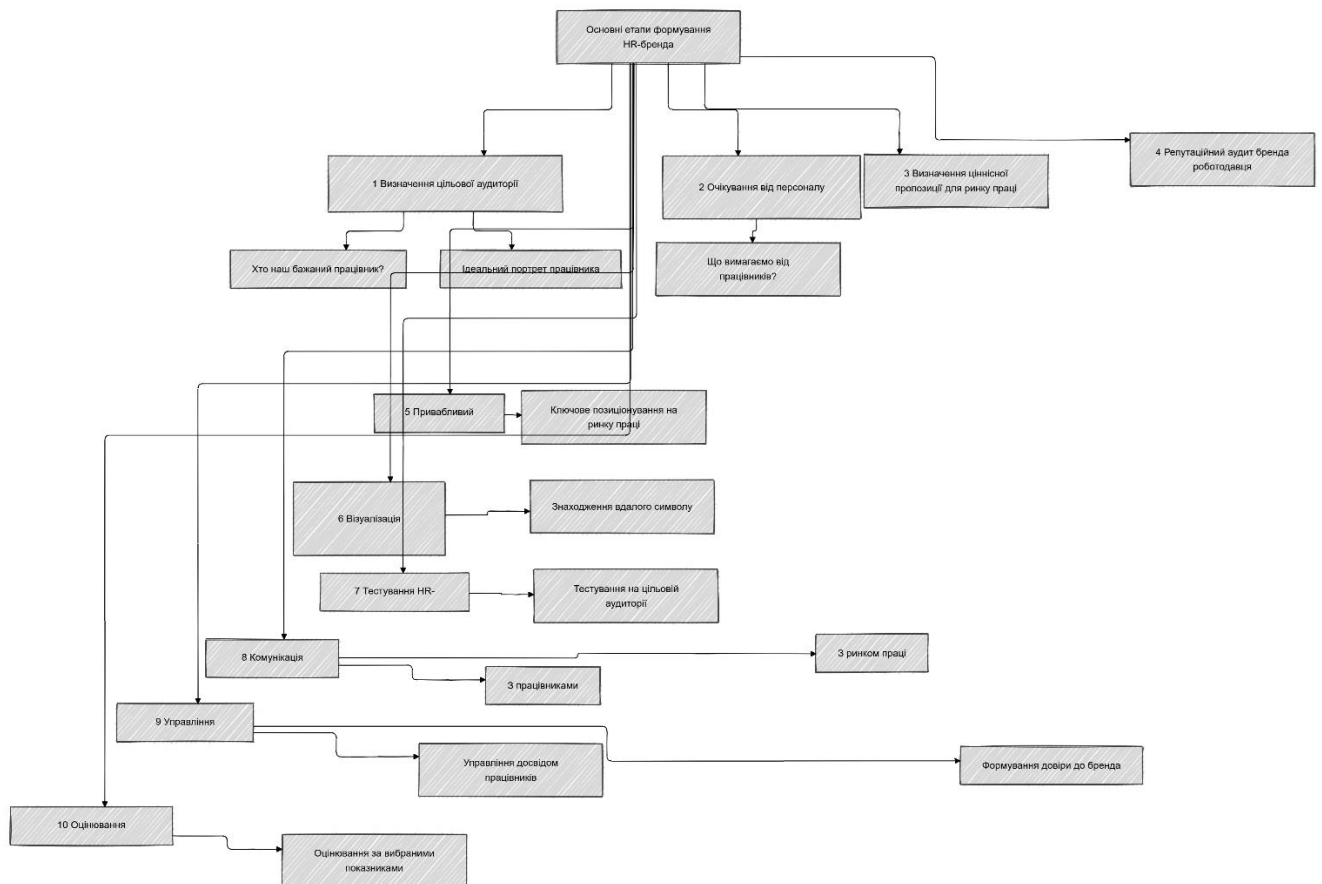 Основні етапи формування
HR-бренда
4 Репутаційний аудит бренда
роботодавця
1 Визначення цільової аудиторії
2 Очікування від персоналу
3 Визначення ціннісної
пропозиції для ринку праці
Хто наш бажаний працівник?
Ідеальний портрет працівника
Що вимагаємо від
працівників?
5 Привабливий
Ключове позиціонування на
ринку праці
6 Візуалізація
Знаходження вдалого символу
7 Тестування HR-
Тестування на цільовій
аудиторії
8 Комунікація
З ринком праці
З працівниками
9 Управління
Управління досвідом
працівників
Формування довіри до бренда
10 Оцінювання
Оцінювання за вибраними
показниками